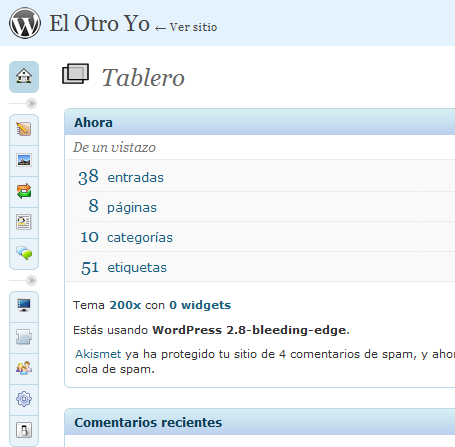 El Otro Yo ← Ver sitio
Tablero
Ahora
De un vistazo
38 entradas
8 páginas
10 categorías
51 etiquetas
Tema 200x con 0 widgets
Estás usando WordPress 2.8-bleeding-edge.
Akismet ya ha protegido tu sitio de 4 comentarios de spam, y ahor
cola de spam.
Comentarios recientes